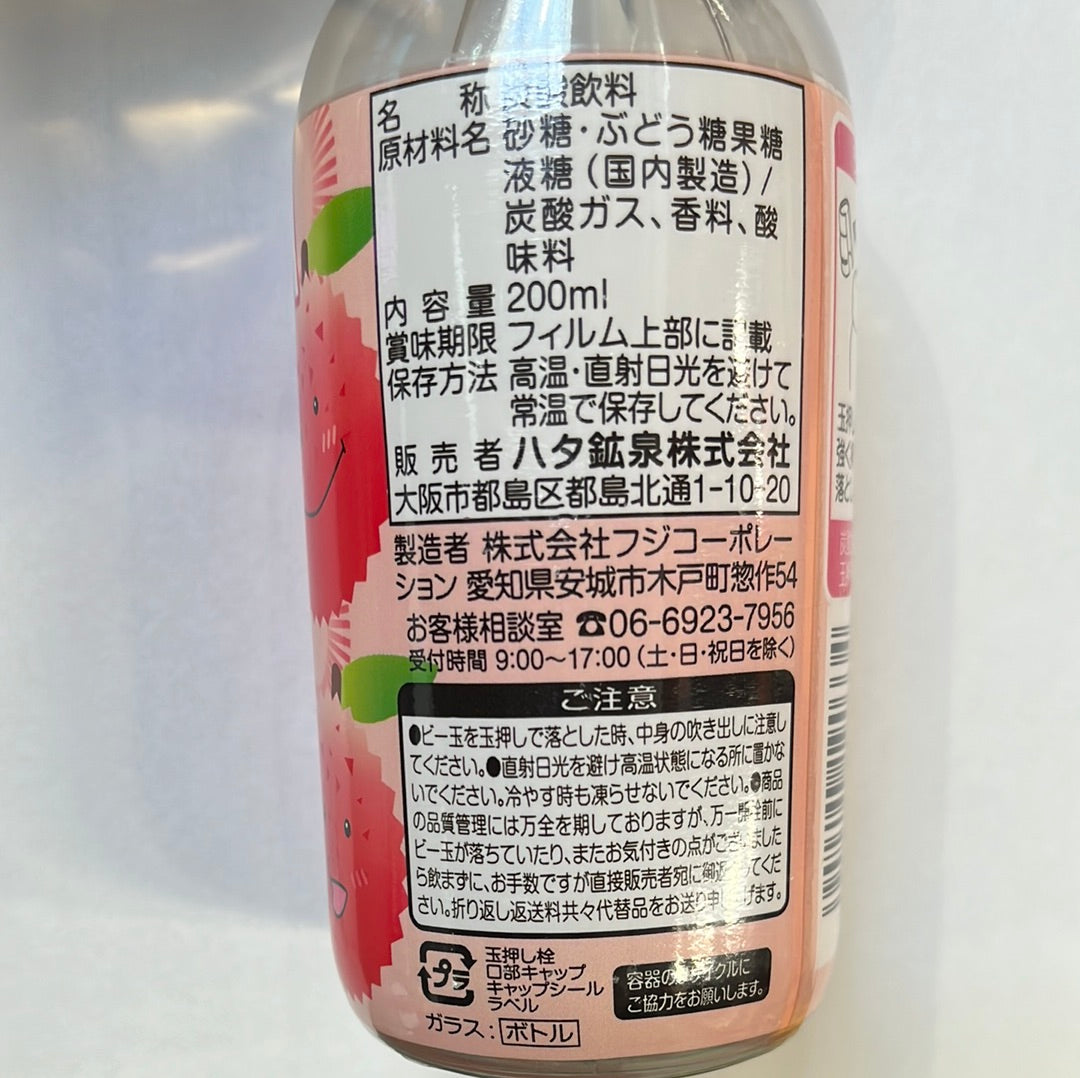 名称 炭酸飲料
原材料名 砂糖・ぶどう糖果糖
液糖（国内製造）/
炭酸ガス、香料、酸
味料
内容量 200ml
賞味期限 フィルム上部に記載
保存方法 高温・直射日光を避けて
常温で保存してください。
販売者 ハタ鉱泉株式会社
大阪市都島区都島北通1-10-20
製造者 株式会社フジコーポレー
ション 愛知県安城市木戸町惣作54
お客様相談室 ☎06-6923-7956
受付時間 9:00〜17:00（土・日・祝日を除く）
ご注意
●ビー玉を玉押しで落とした時、中身の吹き出しに注意し
てください。●直射日光を避け高温状態になる所に置かな
いでください。冷やす時も凍らせないでください。●商品
の品質管理には万全を期しておりますが、万一開栓前に
ビー玉が落ちていたり、またお気付きの点がございました
ら飲まずに、お手数ですが直接販売者宛に御返送してくだ
さい。折り返し返送料共々代替品をお送り申し上げます。
プラ
玉押し栓
口部キャップ
キャップシール
ラベル
ガラス：ボトル
容器のリサイクルに
ご協力をお願いします。
玉押し
強く
落と